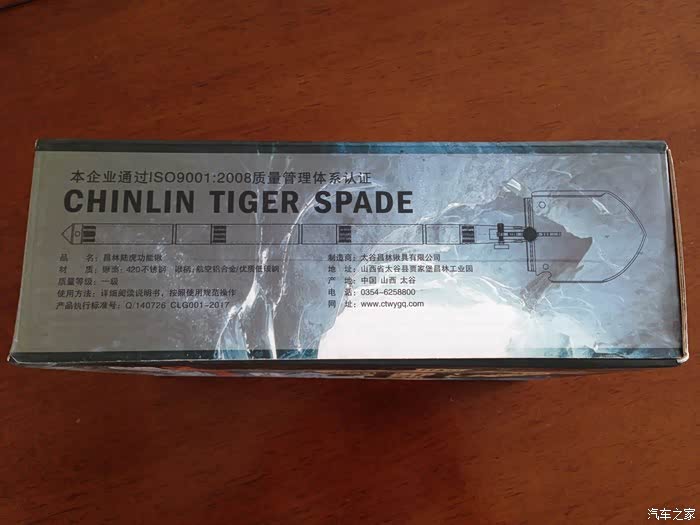 本企业通过ISO9001:2008质量管理体系认证
CHINLIN TIGER SPADE
品 名：昌林陆虎功能锹
材 质：锹面：420不锈钢 锹柄：航空铝合金/优质低碳钢
质量等级：一级
使用方法：详细阅读说明书，按照使用规范操作
产品执行标准号：Q/140726 CLG001-2017
制造商：太谷昌林锹具有限公司
地 址：山西省太谷县贾家堡昌林工业园
产 地：中国 山西 太谷
电 话：0354-6258800
网 址：www.ctwygq.com
汽车之家